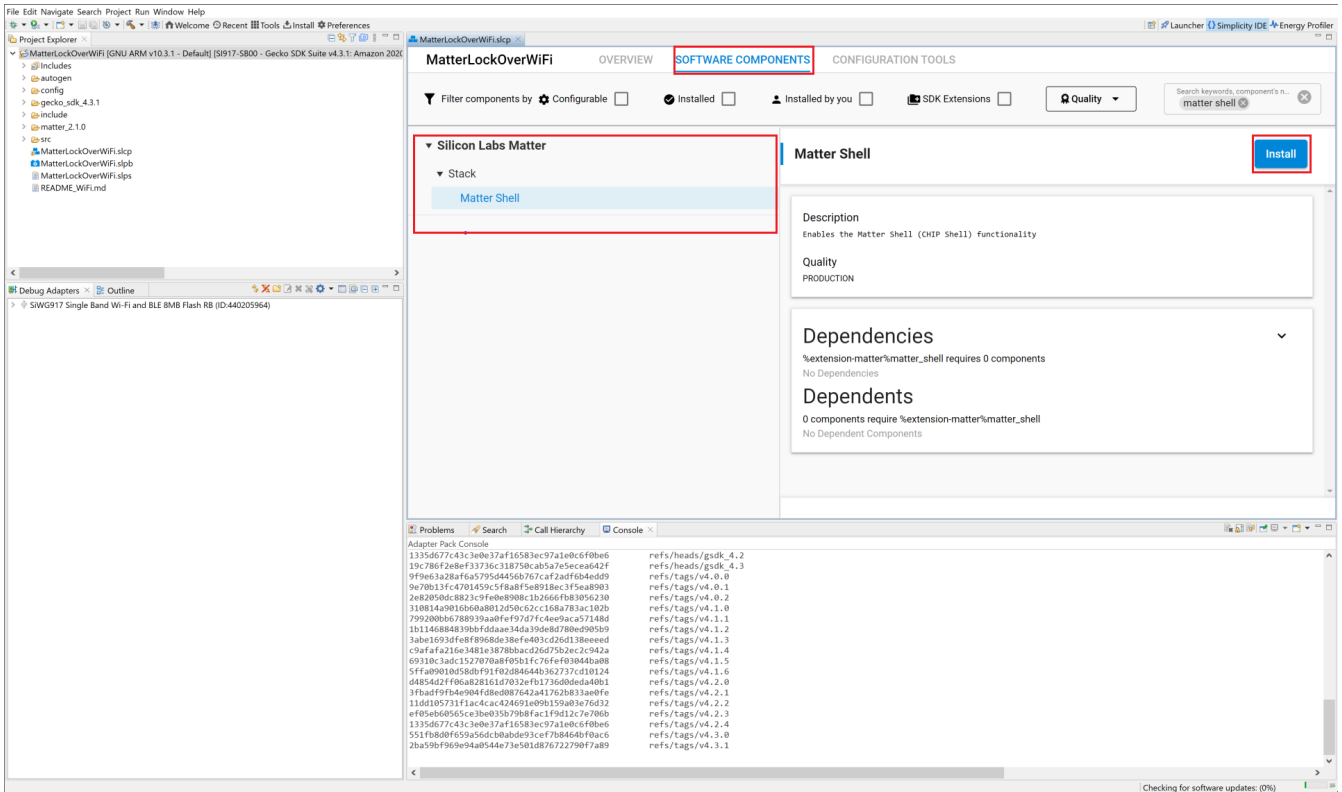 File Edit Navigate Search Project Run Window Help
Welcome Recent Tools Install Preferences
Launcher Simplicity IDE Energy Profiler
Project Explorer
MatterLockOverWiFi [GNU ARM v10.3.1 - Default] [SI917-SB00 - Gecko SDK Suite v4.3.1: Amazon 202
Includes
autogen
config
gecko_sdk_4.3.1
include
matter_2.1.0
src
MatterLockOverWiFi.slcp
MatterLockOverWiFi.slpb
MatterLockOverWiFi.slps
README_WiFi.md
Debug Adapters Outline
SiWG917 Single Band Wi-Fi and BLE 8MB Flash RB (ID:440205964)
MatterLockOverWiFi.slcp
MatterLockOverWiFi OVERVIEW SOFTWARE COMPONENTS CONFIGURATION TOOLS
Filter components by Configurable Installed Installed by you SDK Extensions Quality
Search keywords, component's n...
matter shell
Silicon Labs Matter
Stack
Matter Shell
Matter Shell
Install
Description
Enables the Matter Shell (CHIP Shell) functionality
Quality
PRODUCTION
Dependencies
%extension-matter%matter_shell requires 0 components
No Dependencies
Dependents
0 components require %extension-matter%matter_shell
No Dependent Components
Problems Search Call Hierarchy Console
Adapter Pack Console
1335d677c43c3e0e37af16583ec97a1e0c6f0be6 refs/heads/gsdk_4.2
19c786f2e8ef33736c318750cab5a7e5ecea642f refs/heads/gsdk_4.3
9f9e63a28af6a5795d4456b767caf2adf6b4edd9 refs/tags/v4.0.0
9e70b13fc4701459c5f8a8f5e8918ec3f5ea8903 refs/tags/v4.0.1
2e82050dc8823c9fe0e8908c1b2666fb83056230 refs/tags/v4.0.2
310814a9016b60a8012d50c62cc168a783ac102b refs/tags/v4.1.0
799200bb6788939aa0fef97d7fc4ee9aca57148d refs/tags/v4.1.1
1b1146884839bbfddaae34da39de8d780ed905b9 refs/tags/v4.1.2
3abe1693dfe8f8968de38efe403cd26d138eeeed refs/tags/v4.1.3
c9afafa216e3481e3878bbacd26d75b2ec2c942a refs/tags/v4.1.4
69310c3adc1527070a8f05b1fc76fef03044ba08 refs/tags/v4.1.5
5ffa09010d58dbf91f02d84644b362737cd10124 refs/tags/v4.1.6
d4854d2ff06a828161d7032efb1736d0deda40b1 refs/tags/v4.2.0
3fbadf9fb4e904fd8ed087642a41762b833ae0fe refs/tags/v4.2.1
11dd105731f1ac4cac424691e09b159a03e76d32 refs/tags/v4.2.2
ef05eb60565ce3be035b79b8fac1f9d12c7e706b refs/tags/v4.2.3
1335d677c43c3e0e37af16583ec97a1e0c6f0be6 refs/tags/v4.2.4
551fb8d0f659a56dcb0abde93cef7b8464bf0ac6 refs/tags/v4.3.0
2ba59bf969e94a0544e73e501d876722790f7a89 refs/tags/v4.3.1
Checking for software updates: (0%)